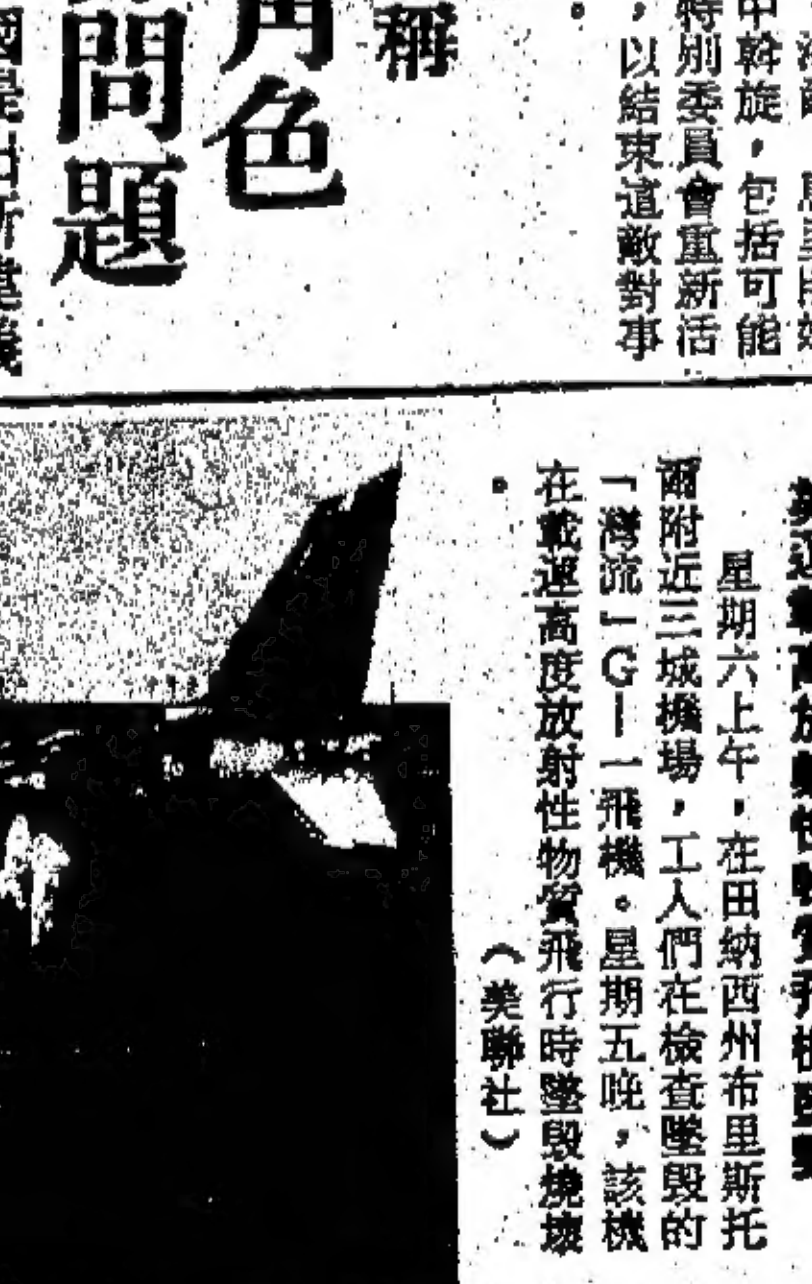 中斡旋，包括可能
特別委員會重新活
，以結束這敵對事
。
稱
角色
問題
星期六上午，在田納西州布里斯托
爾附近三城機場，工人們在檢查墜毀的
「灣流」G—一飛機。星期五晚，該機
在載運高度放射性物質飛行時墜毀燒壞
。
（美聯社）